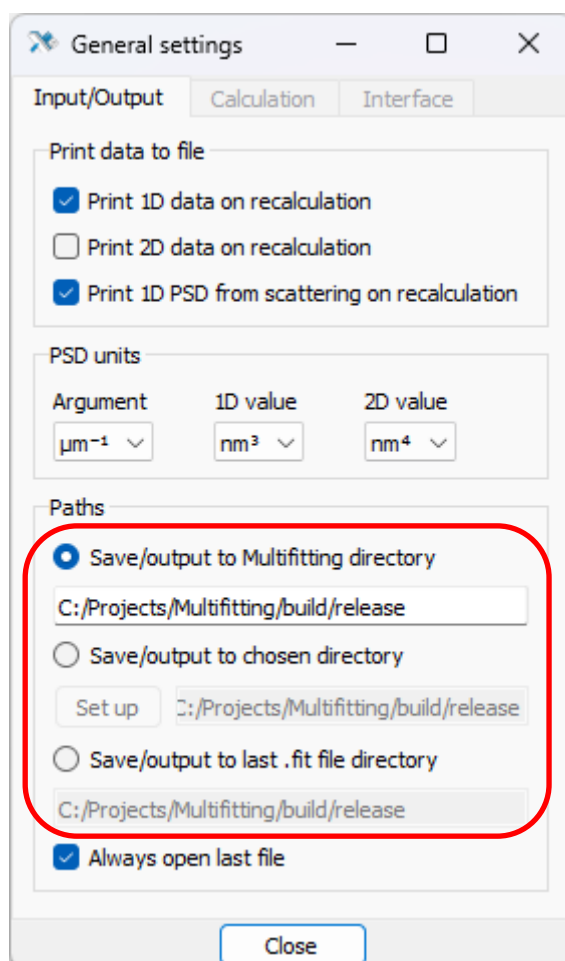 General settings
Input/Output Calculation Interface
Print data to file
Print 1D data on recalculation
Print 2D data on recalculation
Print 1D PSD from scattering on recalculation
PSD units
Argument 1D value 2D value
μm⁻¹ nm³ nm⁴
Paths
Save/output to Multifitting directory
C:/Projects/Multifitting/build/release
Save/output to chosen directory
Set up C:/Projects/Multifitting/build/release
Save/output to last .fit file directory
C:/Projects/Multifitting/build/release
Always open last file
Close